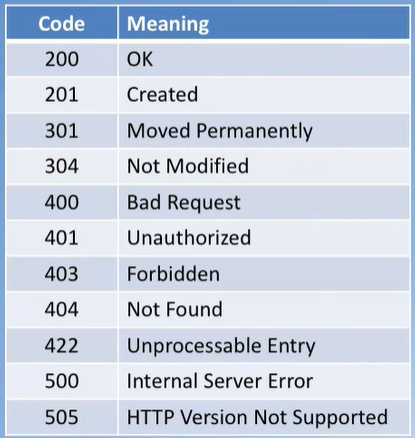 Code Meaning
200 OK
201 Created
301 Moved Permanently
304 Not Modified
400 Bad Request
401 Unauthorized
403 Forbidden
404 Not Found
422 Unprocessable Entry
500 Internal Server Error
505 HTTP Version Not Supported